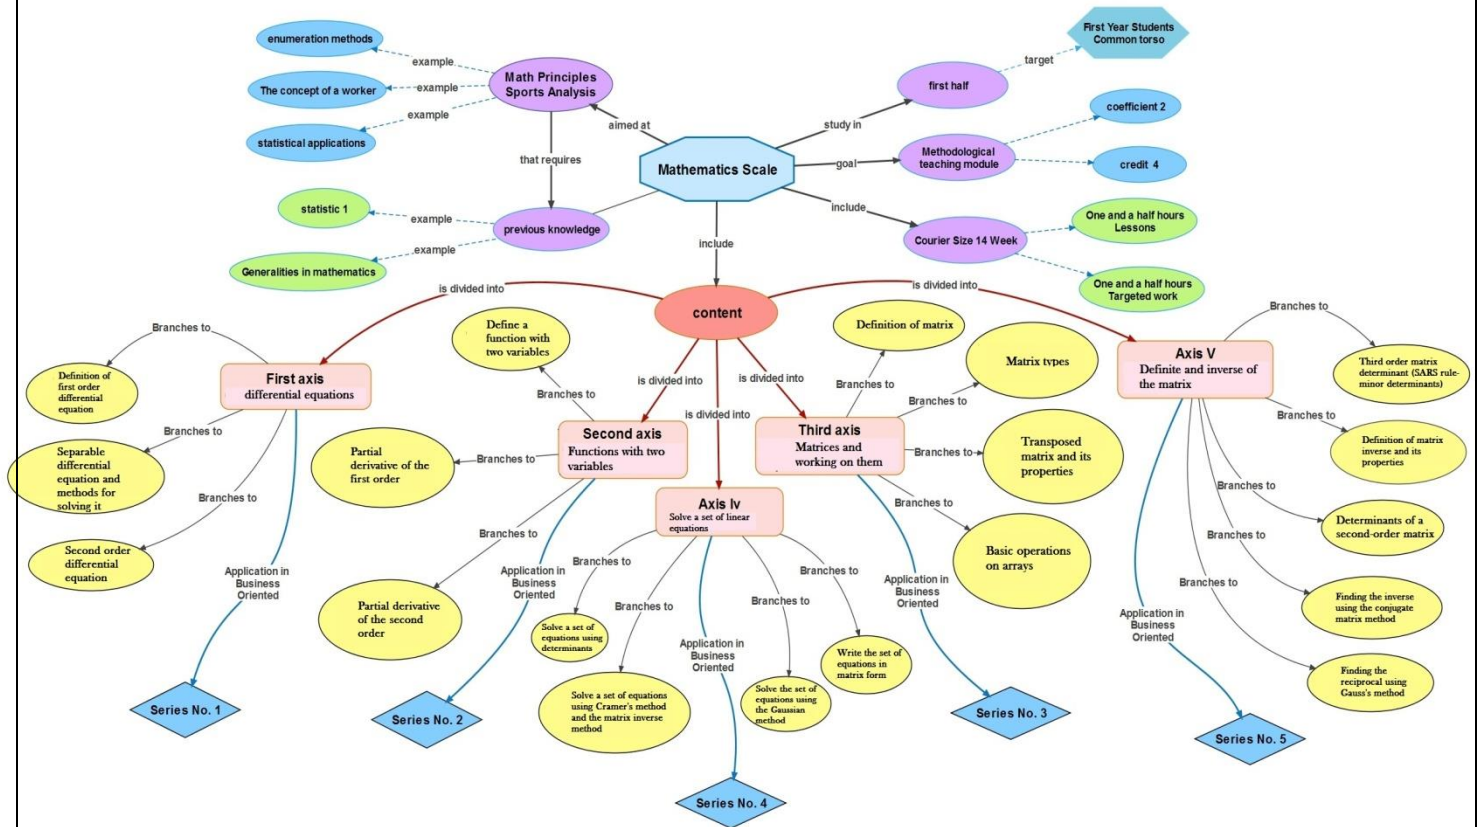 First Year Students
Common torso
enumeration methods
example
target
Math Principles
Sports Analysis
first half
The concept of a worker
example
coefficient 2
example
aimed at
study in
statistical applications
Methodological
teaching module
that requires
Mathematics Scale
goal
credit 4
statistic 1
example
include
One and a half hours
Lessons
previous knowledge
include
Courier Size 14 Week
example
Generalities in mathematics
is divided into
is divided into
One and a half hours
Targeted work
content
Branches to
Define a
function with
two variables
Definition of matrix
Branches to
Axis V
Definite and inverse of
the matrix
Matrix types
Third order matrix
determinant (SARS rule-
minor determinants)
First axis
differential equations
Definition of
first order
differential
equation
is divided into
is divided into
Branches to
Branches to
Branches to
is divided into
Branches to
Branches to
Second axis
Functions with two
variables
Third axis
Matrices and
working on them
Transposed
matrix and its
properties
Definition of matrix
inverse and its
properties
Separable
differential
equation and
methods for
solving it
Partial
derivative of the
first order
Branches to
Branches to
Branches to
Branches to
Axis Iv
Solve a set of linear
equations
Branches to
Determinants of a
second-order matrix
Branches to
Branches to
Second order
differential
equation
Basic operations
on arrays
Application in
Business
Oriented
Application in
Business
Oriented
Branches to
Branches to
Application in
Business
Oriented
Branches to
Partial derivative
of the second
order
Branches to
Branches to
Finding the inverse
using the conjugate
matrix method
Application in
Business
Oriented
Solve a set of
equations using
determinants
Application in
Business
Oriented
Write the set of
equations in
matrix form
Finding the
reciprocal using
Gauss's method
Solve a set of equations
using Cramer's method
and the matrix inverse
method
Solve the set of
equations using
the Gaussian
method
Series No. 1
Series No. 2
Series No. 3
Series No. 5
Series No. 4